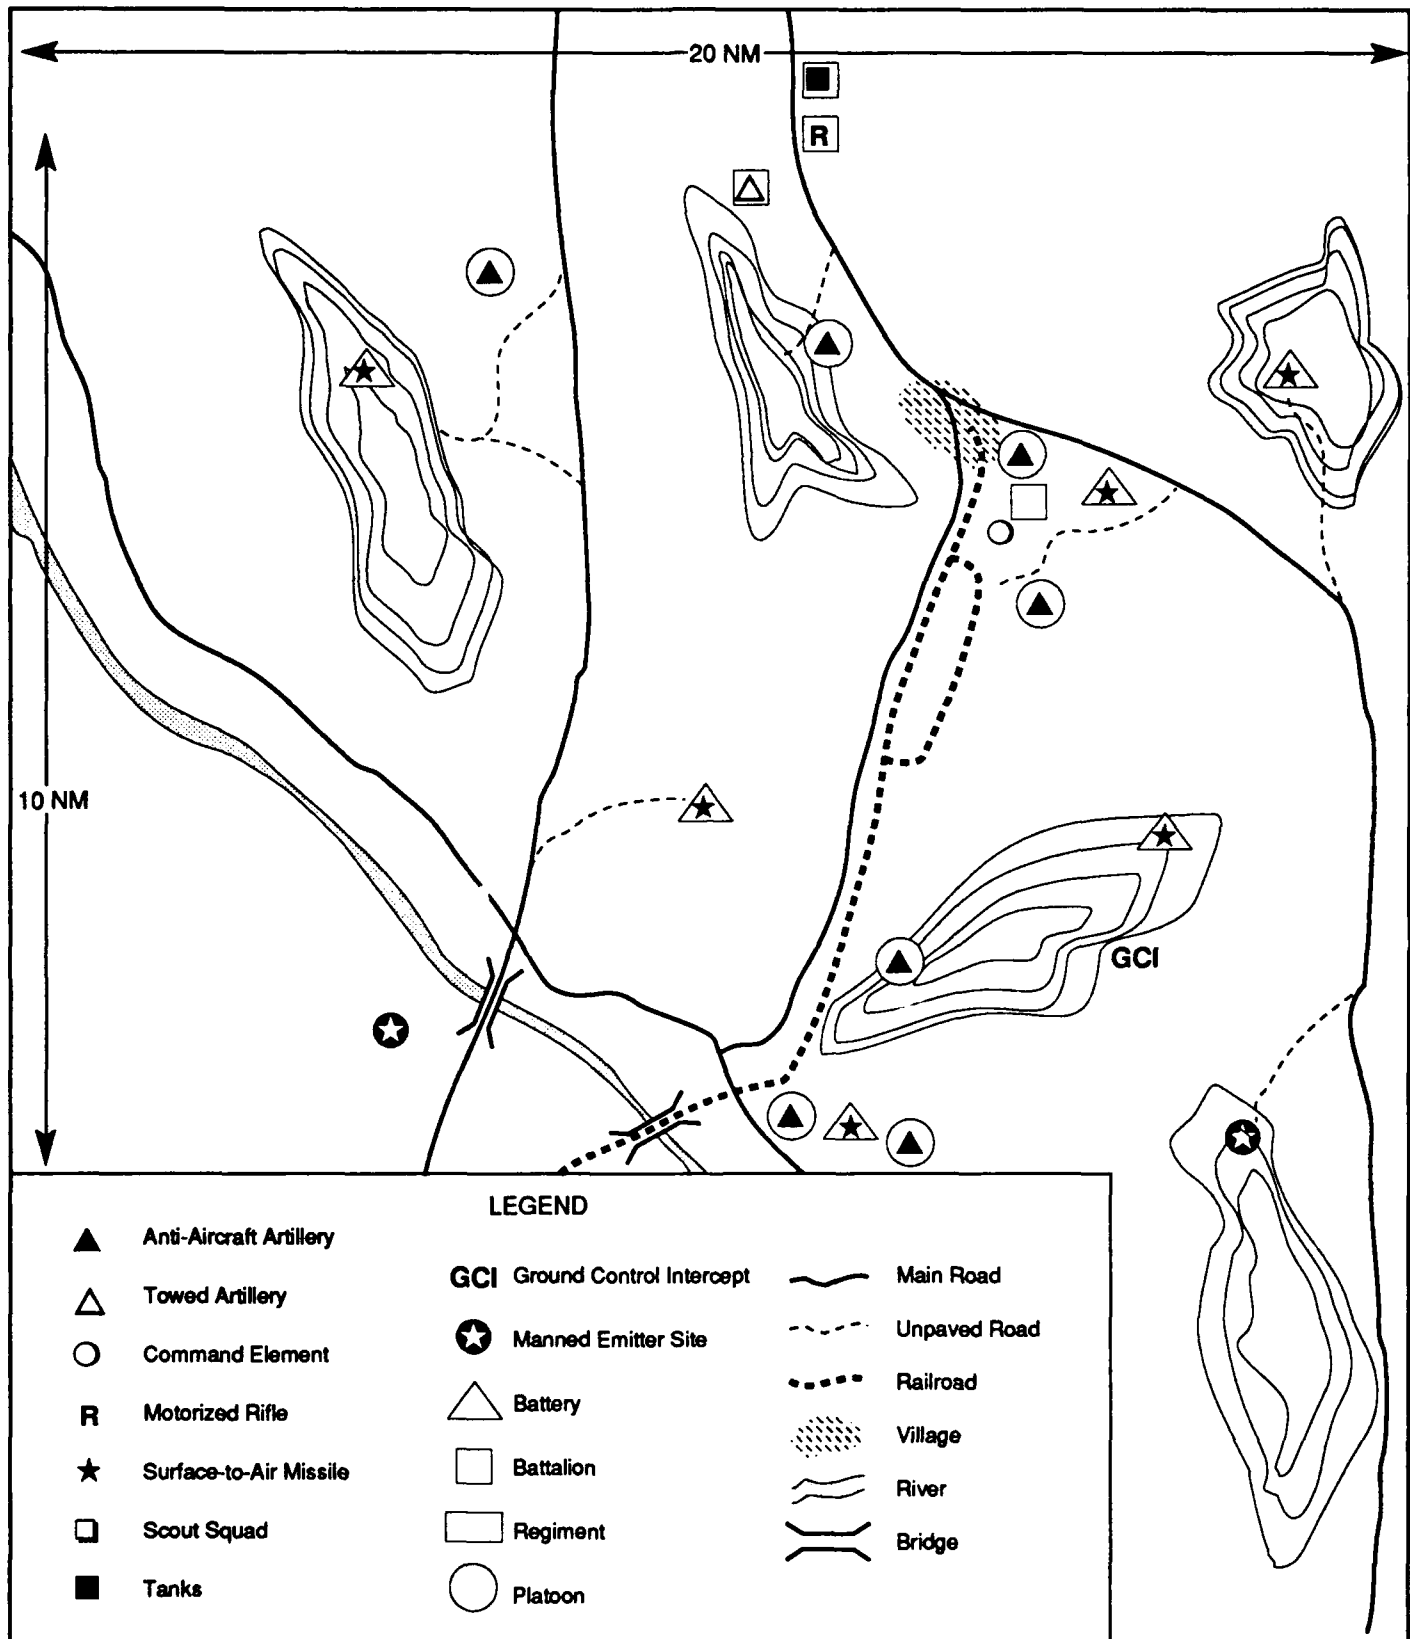 20 NM
R
10 NM
GCI
LEGEND
Anti-Aircraft Artillery
Towed Artillery
Command Element
R Motorized Rifle
Surface-to-Air Missile
Scout Squad
Tanks
GCI Ground Control Intercept
Manned Emitter Site
Battery
Battalion
Regiment
Platoon
Main Road
Unpaved Road
Railroad
Village
River
Bridge